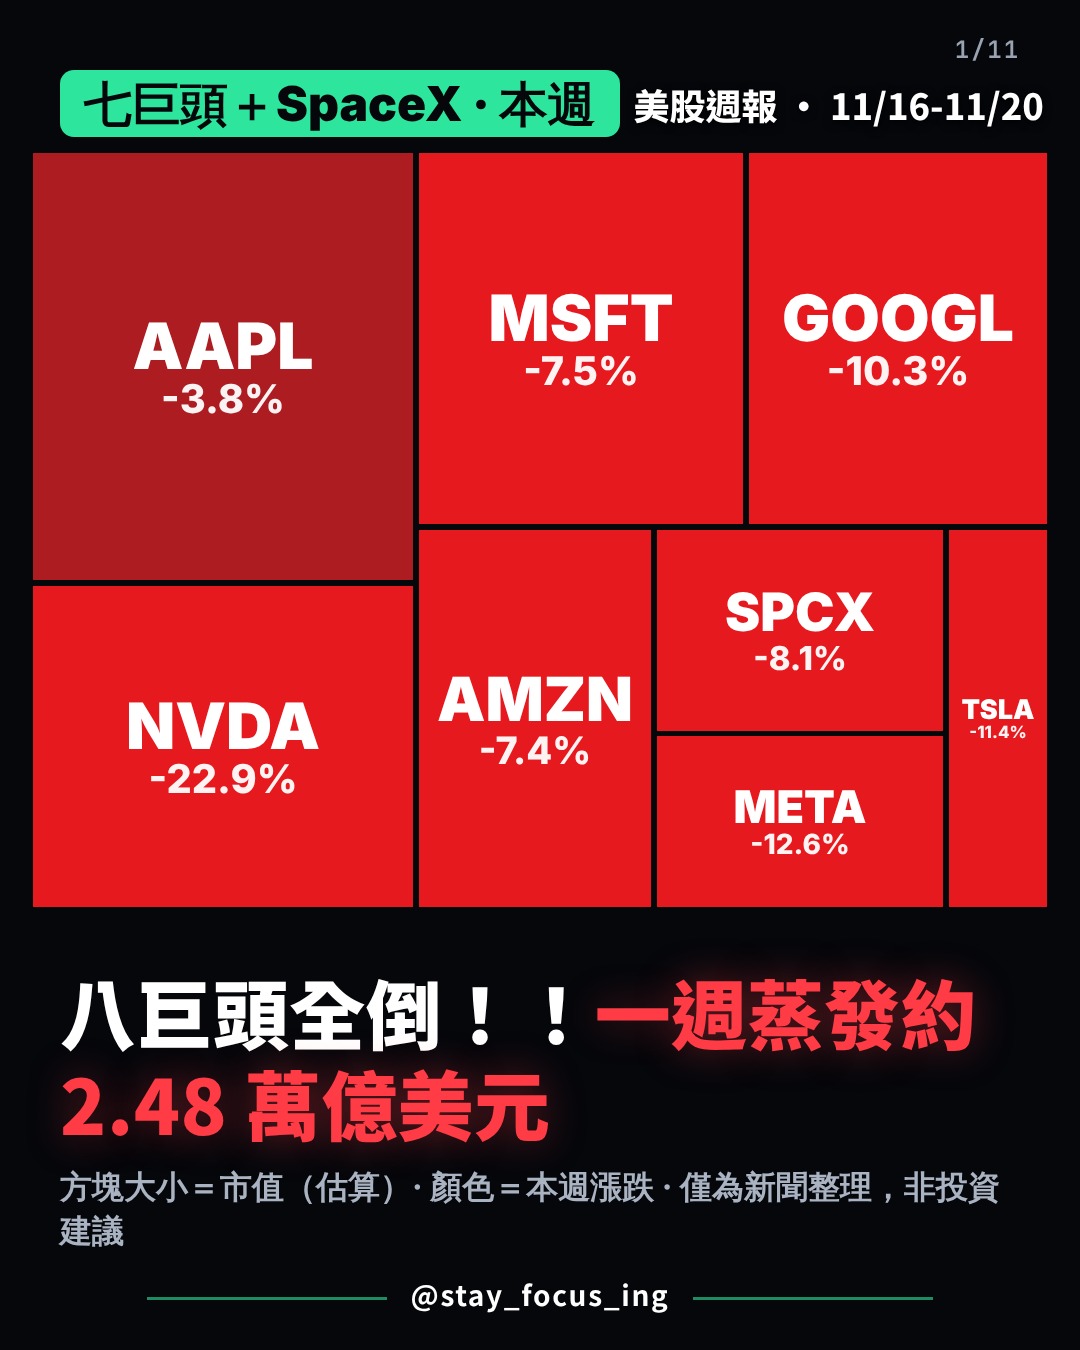 1/11
七巨頭＋SpaceX · 本週
美股週報 · 11/16-11/20
AAPL
-3.8%
MSFT
-7.5%
GOOGL
-10.3%
NVDA
-22.9%
AMZN
-7.4%
SPCX
-8.1%
META
-12.6%
TSLA
-11.4%
八巨頭全倒！！一週蒸發約
2.48 萬億美元
方塊大小＝市值（估算）· 顏色＝本週漲跌 · 僅為新聞整理，非投資
建議
@stay_focus_ing